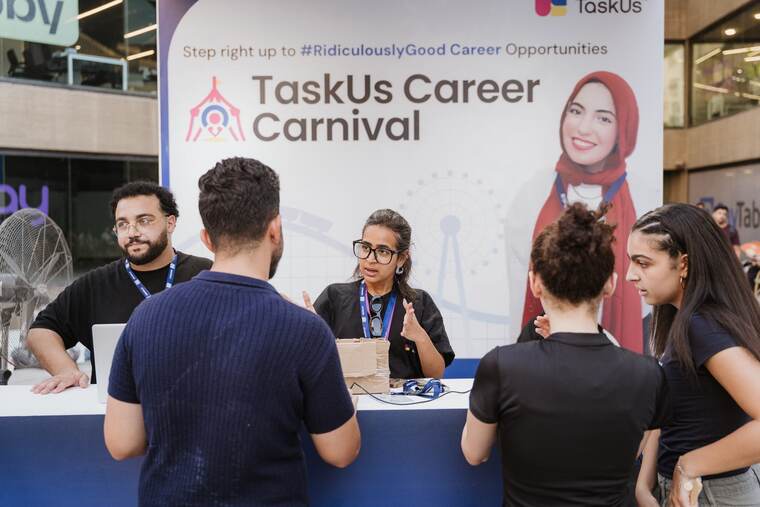 TaskUs
Step right up to #RidiculouslyGood Career Opportunities
TaskUs Career
Carnival